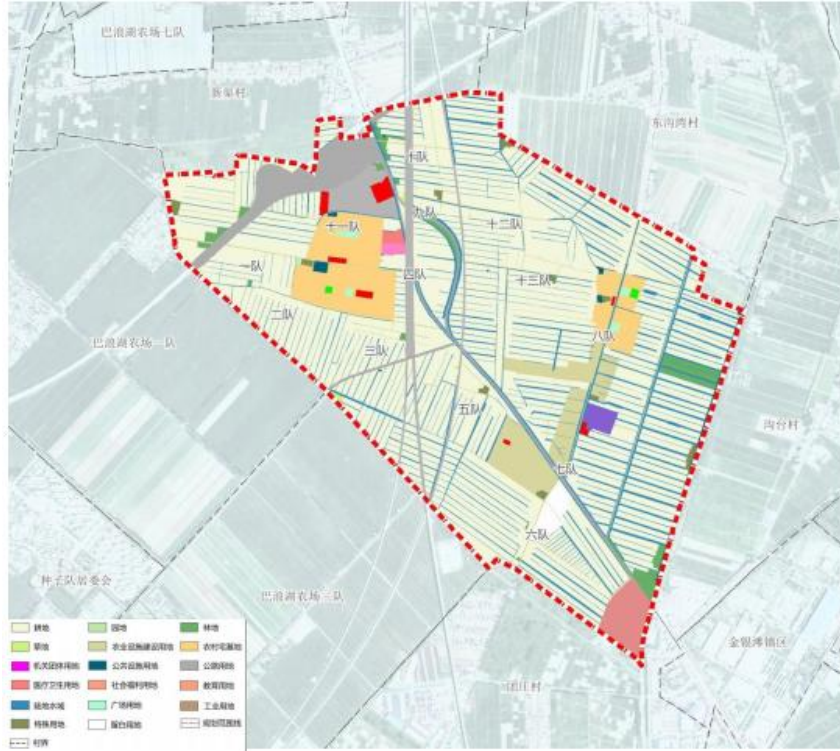 巴浪湖农场七队
新渠村
东沟湾村
十队
九队
十二队
十一队
一队
四队
十三队
二队
八队
巴浪湖农场一队
三队
五队
沟台村
七队
六队
种子队居委会
巴浪湖农场三队
金银滩镇区
团庄村
耕地 园地 林地
草地 农业设施建设用地 农村宅基地
机关团体用地 公共设施用地 公路用地
医疗卫生用地 社会福利用地 教育用地
陆地水域 广场用地 工业用地
特殊用地 留白用地 规划范围线
村界